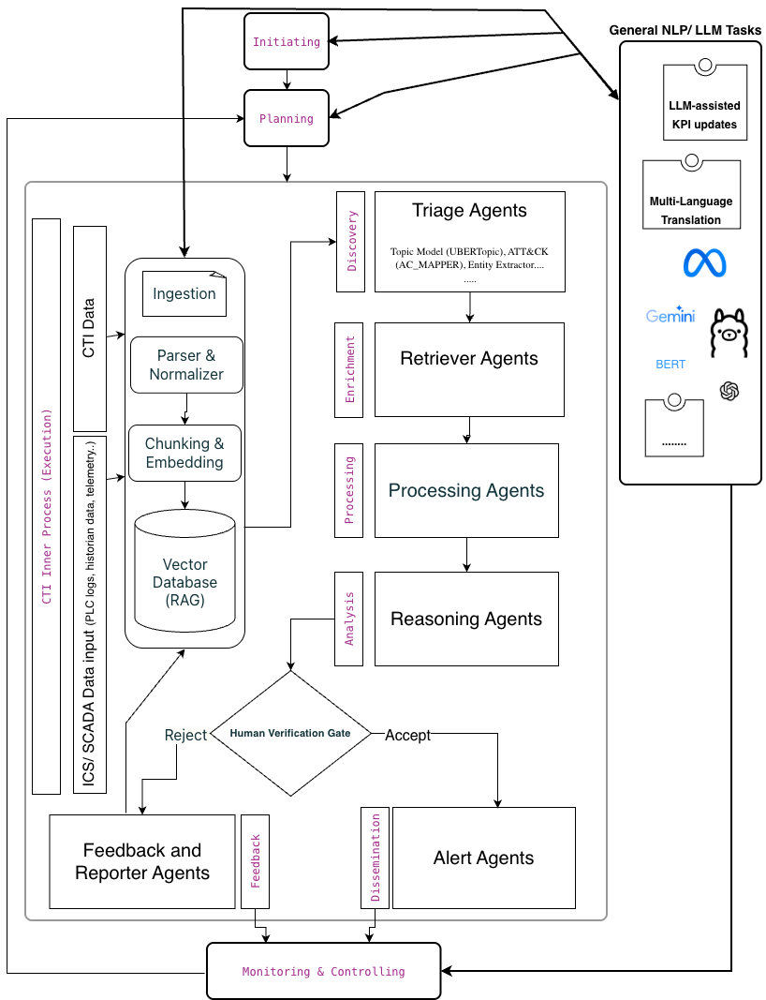 Initiating
Planning
General NLP/ LLM Tasks
LLM-assisted
KPI updates
Multi-Language
Translation
Gemini
BERT
........
CTI Inner Process (Execution)
CTI Data
ICS/ SCADA Data input (PLC logs, historian data, telemetry..)
Ingestion
Parser &
Normalizer
Chunking &
Embedding
Vector
Database
(RAG)
Discovery
Triage Agents
Topic Model (UBERTopic), ATT&CK
(AC_MAPPER), Entity Extractor....
.....
Enrichment
Retriever Agents
Processing
Processing Agents
Analysis
Reasoning Agents
Human Verification Gate
Reject
Accept
Feedback and
Reporter Agents
Feedback
Dissemination
Alert Agents
Monitoring & Controlling